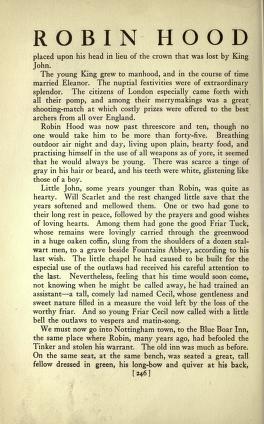 ROBIN HOOD
placed upon his head in lieu of the crown that was lost by King
John.
The young King grew to manhood, and in the course of time
married Eleanor. The nuptial festivities were of extraordinary
splendor. The citizens of London especially came forth with
all their pomp, and among their merrymakings was a great
shooting-match at which costly prizes were offered to the best
archers from all over England.
Robin Hood was now past threescore and ten, though no
one would take him to be more than forty-five. Breathing
outdoor air night and day, living upon plain, hearty food, and
practising himself in the use of all weapons as of yore, it seemed
that he would always be young. There was scarce a tinge of
gray in his hair or beard, and his teeth were white, glistening like
those of a boy.
Little John, some years younger than Robin, was quite as
hearty. Will Scarlet and the rest changed little save that the
years softened and mellowed them. One or two had gone to
their long rest in peace, followed by the prayers and good wishes
of loving hearts. Among them had gone the good Friar Tuck,
whose remains were lovingly carried through the greenwood
in a huge oaken coffin, slung from the shoulders of a dozen stal-
wart men, to a grave beside Fountains Abbey, according to his
last wish. The little chapel he had caused to be built for the
especial use of the outlaws had received his careful attention to
the last. Nevertheless, feeling that his time would soon come,
not knowing when he might be called away, he had trained an
assistant—a tall, comely lad named Cecil, whose gentleness and
sweet nature filled in a measure the void left by the loss of the
worthy friar. And so young Friar Cecil now called with a little
bell the outlaws to vespers and matin-song.
We must now go into Nottingham town, to the Blue Boar Inn,
the same place where Robin, many years ago, had befooled the
Tinker and stolen his warrant. The old inn was much as before.
On the same seat, at the same bench, was seated a great, tall
fellow dressed in green, his long-bow and quiver at his back,
[246]